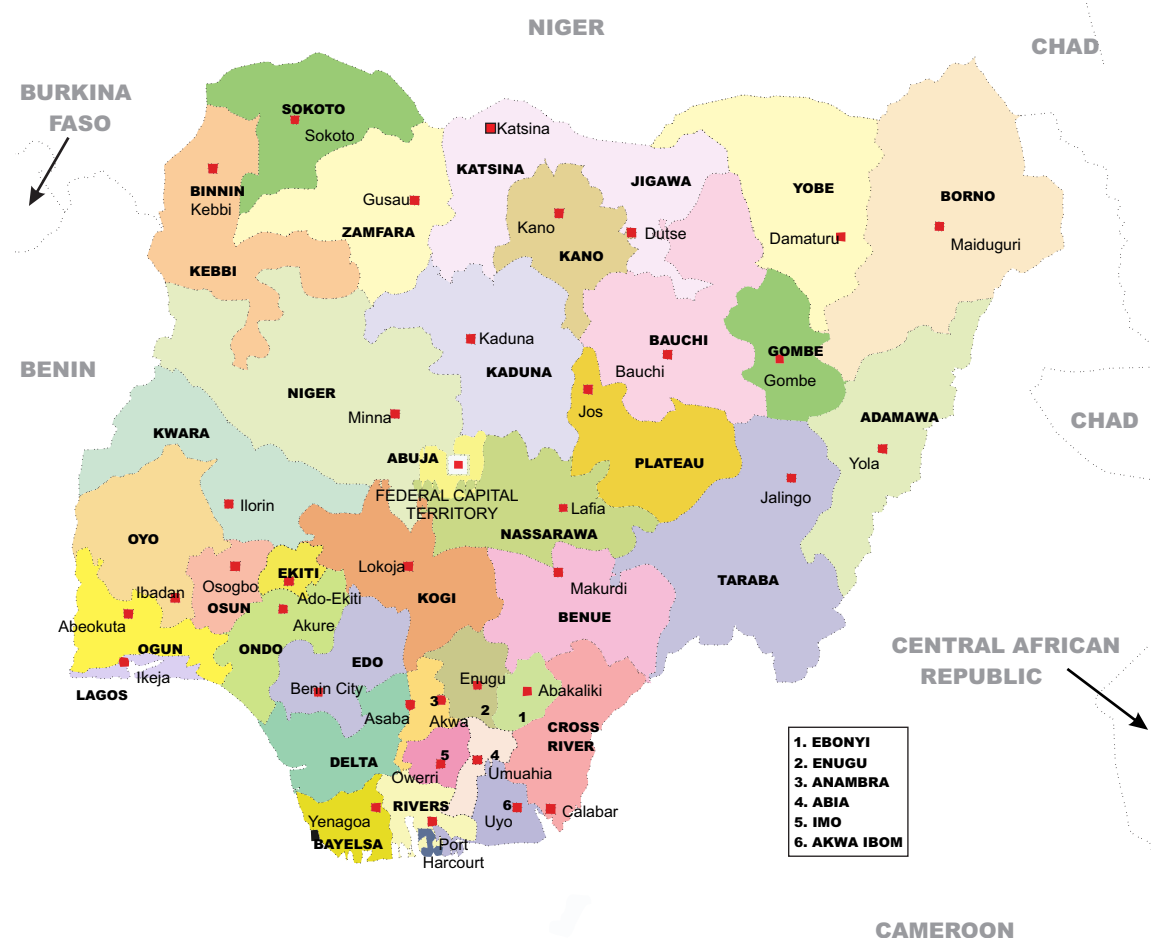 NIGER
CHAD
BURKINA
FASO
SOKOTO
Sokoto
Katsina
KATSINA
JIGAWA
YOBE
BORNO
BINNIN
Kebbi
Gusau
ZAMFARA
Kano
KANO
Dutse
Damaturu
Maiduguri
KEBBI
BENIN
Kaduna
KADUNA
BAUCHI
Bauchi
GOMBE
Gombe
NIGER
Minna
Jos
ADAMAWA
CHAD
KWARA
ABUJA
PLATEAU
Yola
FEDERAL CAPITAL
TERRITORY
Jalingo
Ilorin
Lafia
NASSARAWA
OYO
EKITI
Lokoja
Osogbo
OSUN
Ibadan
Ado-Ekiti
KOGI
Makurdi
BENUE
TARABA
Abeokuta
Akure
OGUN
ONDO
EDO
Ikeja
LAGOS
CENTRAL AFRICAN
REPUBLIC
Benin City
Enugu
Abakaliki
Asaba
3
Akwa
2
1
CROSS
RIVER
DELTA
5
4
Owerri
Umuahia
RIVERS
6
Uyo
Calabar
Yenagoa
BAYELSA
Port
Harcourt
1. EBONYI
2. ENUGU
3. ANAMBRA
4. ABIA
5. IMO
6. AKWA IBOM
CAMEROON